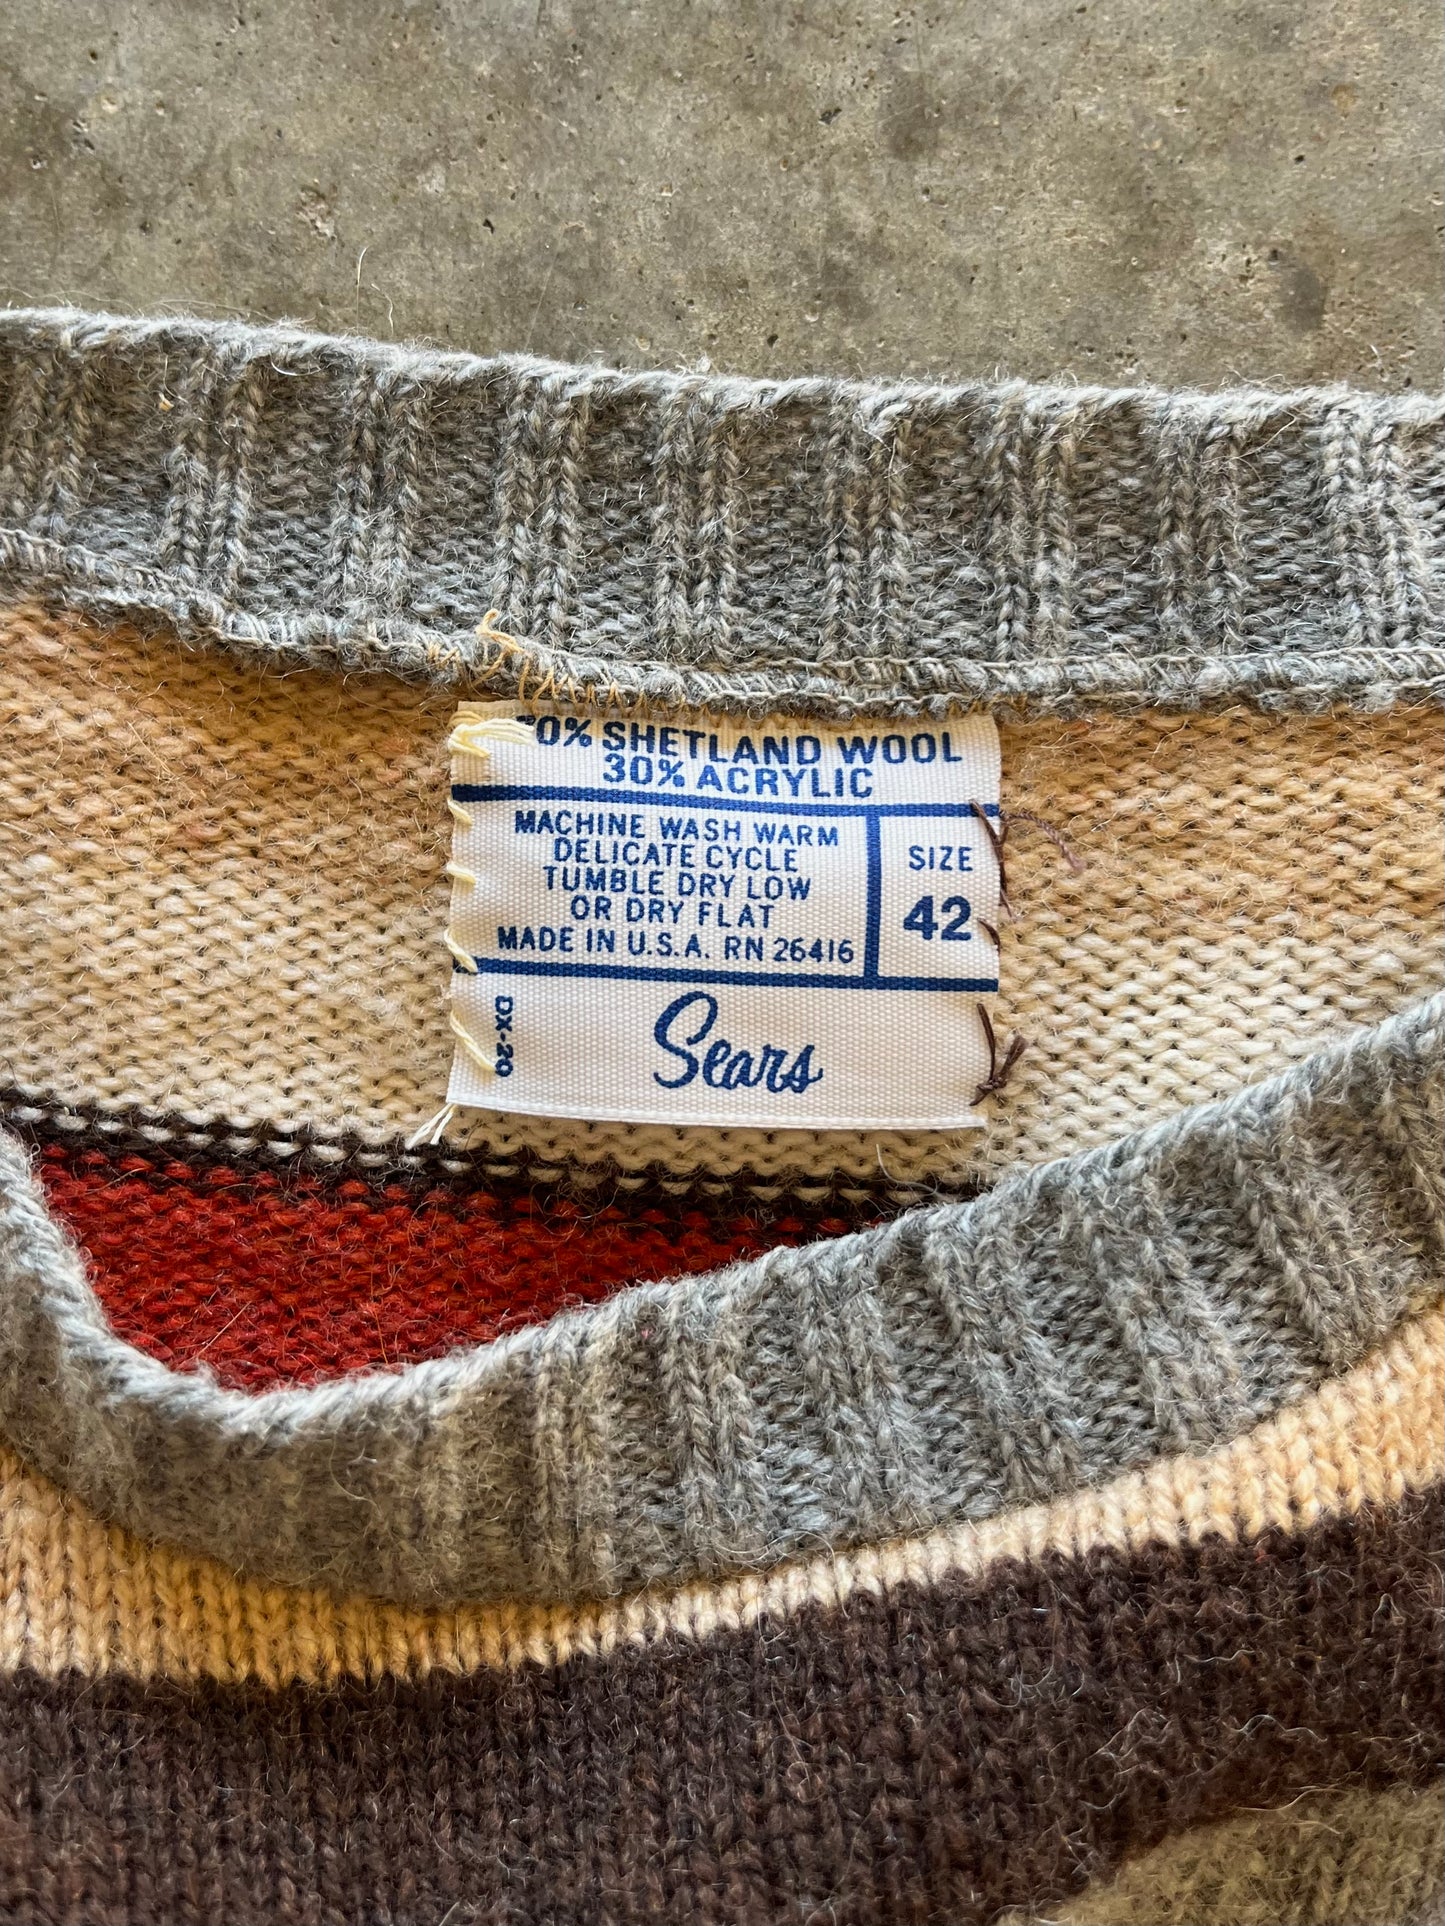 70% SHETLAND WOOL
30% ACRYLIC
MACHINE WASH WARM
DELICATE CYCLE
TUMBLE DRY LOW
OR DRY FLAT
MADE IN U.S.A. RN 26416
SIZE
42
DX-20
Sears